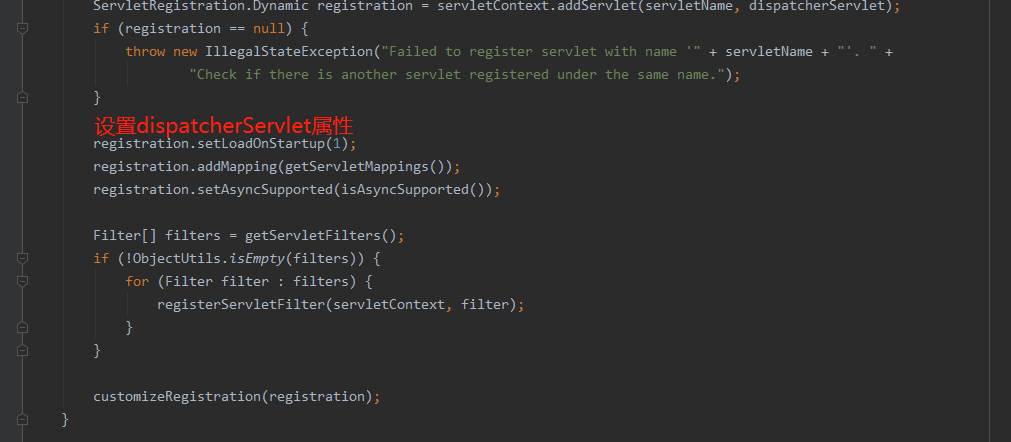 ServletRegistration.Dynamic registration = servletContext.addServlet(servletName, dispatcherServlet);
if (registration == null) {
throw new IllegalStateException("Failed to register servlet with name '" + servletName + "'. " +
"Check if there is another servlet registered under the same name.");
}
设置dispatcherServlet属性
registration.setLoadOnStartup(1);
registration.addMapping(getServletMappings());
registration.setAsyncSupported(isAsyncSupported());
Filter[] filters = getServletFilters();
if (!ObjectUtils.isEmpty(filters)) {
for (Filter filter : filters) {
registerServletFilter(servletContext, filter);
}
}
customizeRegistration(registration);
}